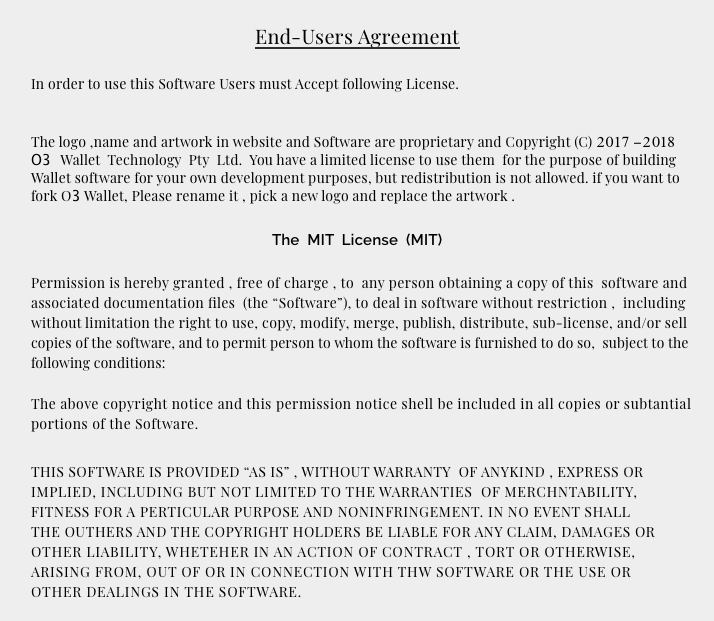 End-Users Agreement
In order to use this Software Users must Accept following License.
The logo ,name and artwork in website and Software are proprietary and Copyright (C) 2017 –2018
O3 Wallet Technology Pty Ltd. You have a limited license to use them for the purpose of building
Wallet software for your own development purposes, but redistribution is not allowed. if you want to
fork O3 Wallet, Please rename it , pick a new logo and replace the artwork .
The MIT License (MIT)
Permission is hereby granted , free of charge , to any person obtaining a copy of this software and
associated documentation files (the “Software”), to deal in software without restriction , including
without limitation the right to use, copy, modify, merge, publish, distribute, sub-license, and/or sell
copies of the software, and to permit person to whom the software is furnished to do so, subject to the
following conditions:
The above copyright notice and this permission notice shell be included in all copies or subtantial
portions of the Software.
THIS SOFTWARE IS PROVIDED “AS IS” , WITHOUT WARRANTY OF ANYKIND , EXPRESS OR
IMPLIED, INCLUDING BUT NOT LIMITED TO THE WARRANTIES OF MERCHNTABILITY,
FITNESS FOR A PERTICULAR PURPOSE AND NONINFRINGEMENT. IN NO EVENT SHALL
THE OUTHERS AND THE COPYRIGHT HOLDERS BE LIABLE FOR ANY CLAIM, DAMAGES OR
OTHER LIABILITY, WHETEHER IN AN ACTION OF CONTRACT , TORT OR OTHERWISE,
ARISING FROM, OUT OF OR IN CONNECTION WITH THW SOFTWARE OR THE USE OR
OTHER DEALINGS IN THE SOFTWARE.